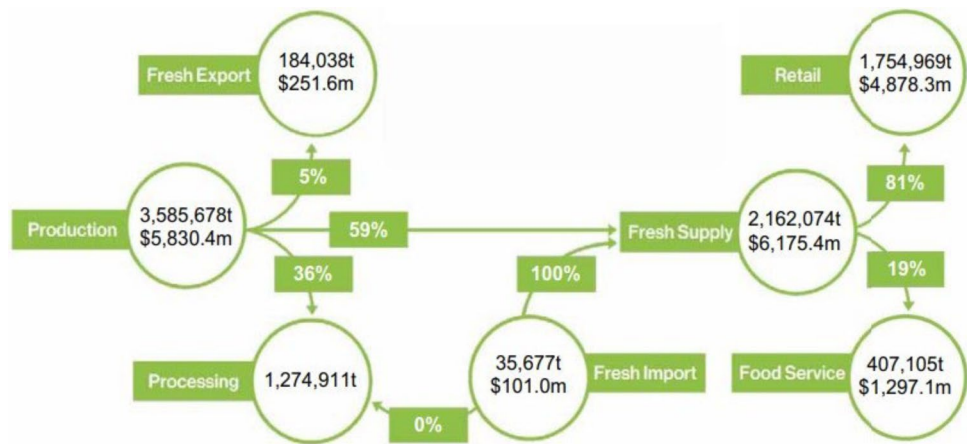 Fresh Export
184,038t
$251.6m
Retail
1,754,969t
$4,878.3m
5%
81%
Production
3,585,678t
$5,830.4m
59%
Fresh Supply
2,162,074t
$6,175.4m
36%
100%
19%
Processing
1,274,911t
35,677t
$101.0m
Fresh Import
Food Service
407,105t
$1,297.1m
0%